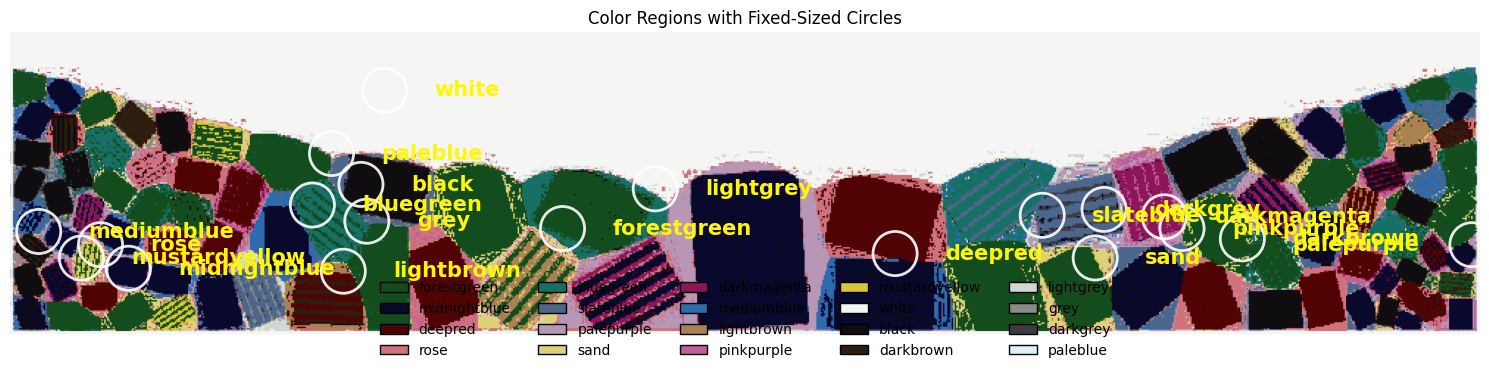 Color Regions with Fixed-Sized Circles
white
paleblue
black
lightgrey
bluegreen
darkgrey
slateblue
darkmagenta
grey
forestgreen
pinkpurple
mediumblue
darkbrown
rose
palepurple
deepred
mustardyellow
sand
midnightblue
lightbrown
forestgreen bluegreen darkmagenta mustardyellow lightgrey
midnightblue slateblue mediumblue white grey
deepred palepurple lightbrown black darkgrey
rose sand pinkpurple darkbrown paleblue